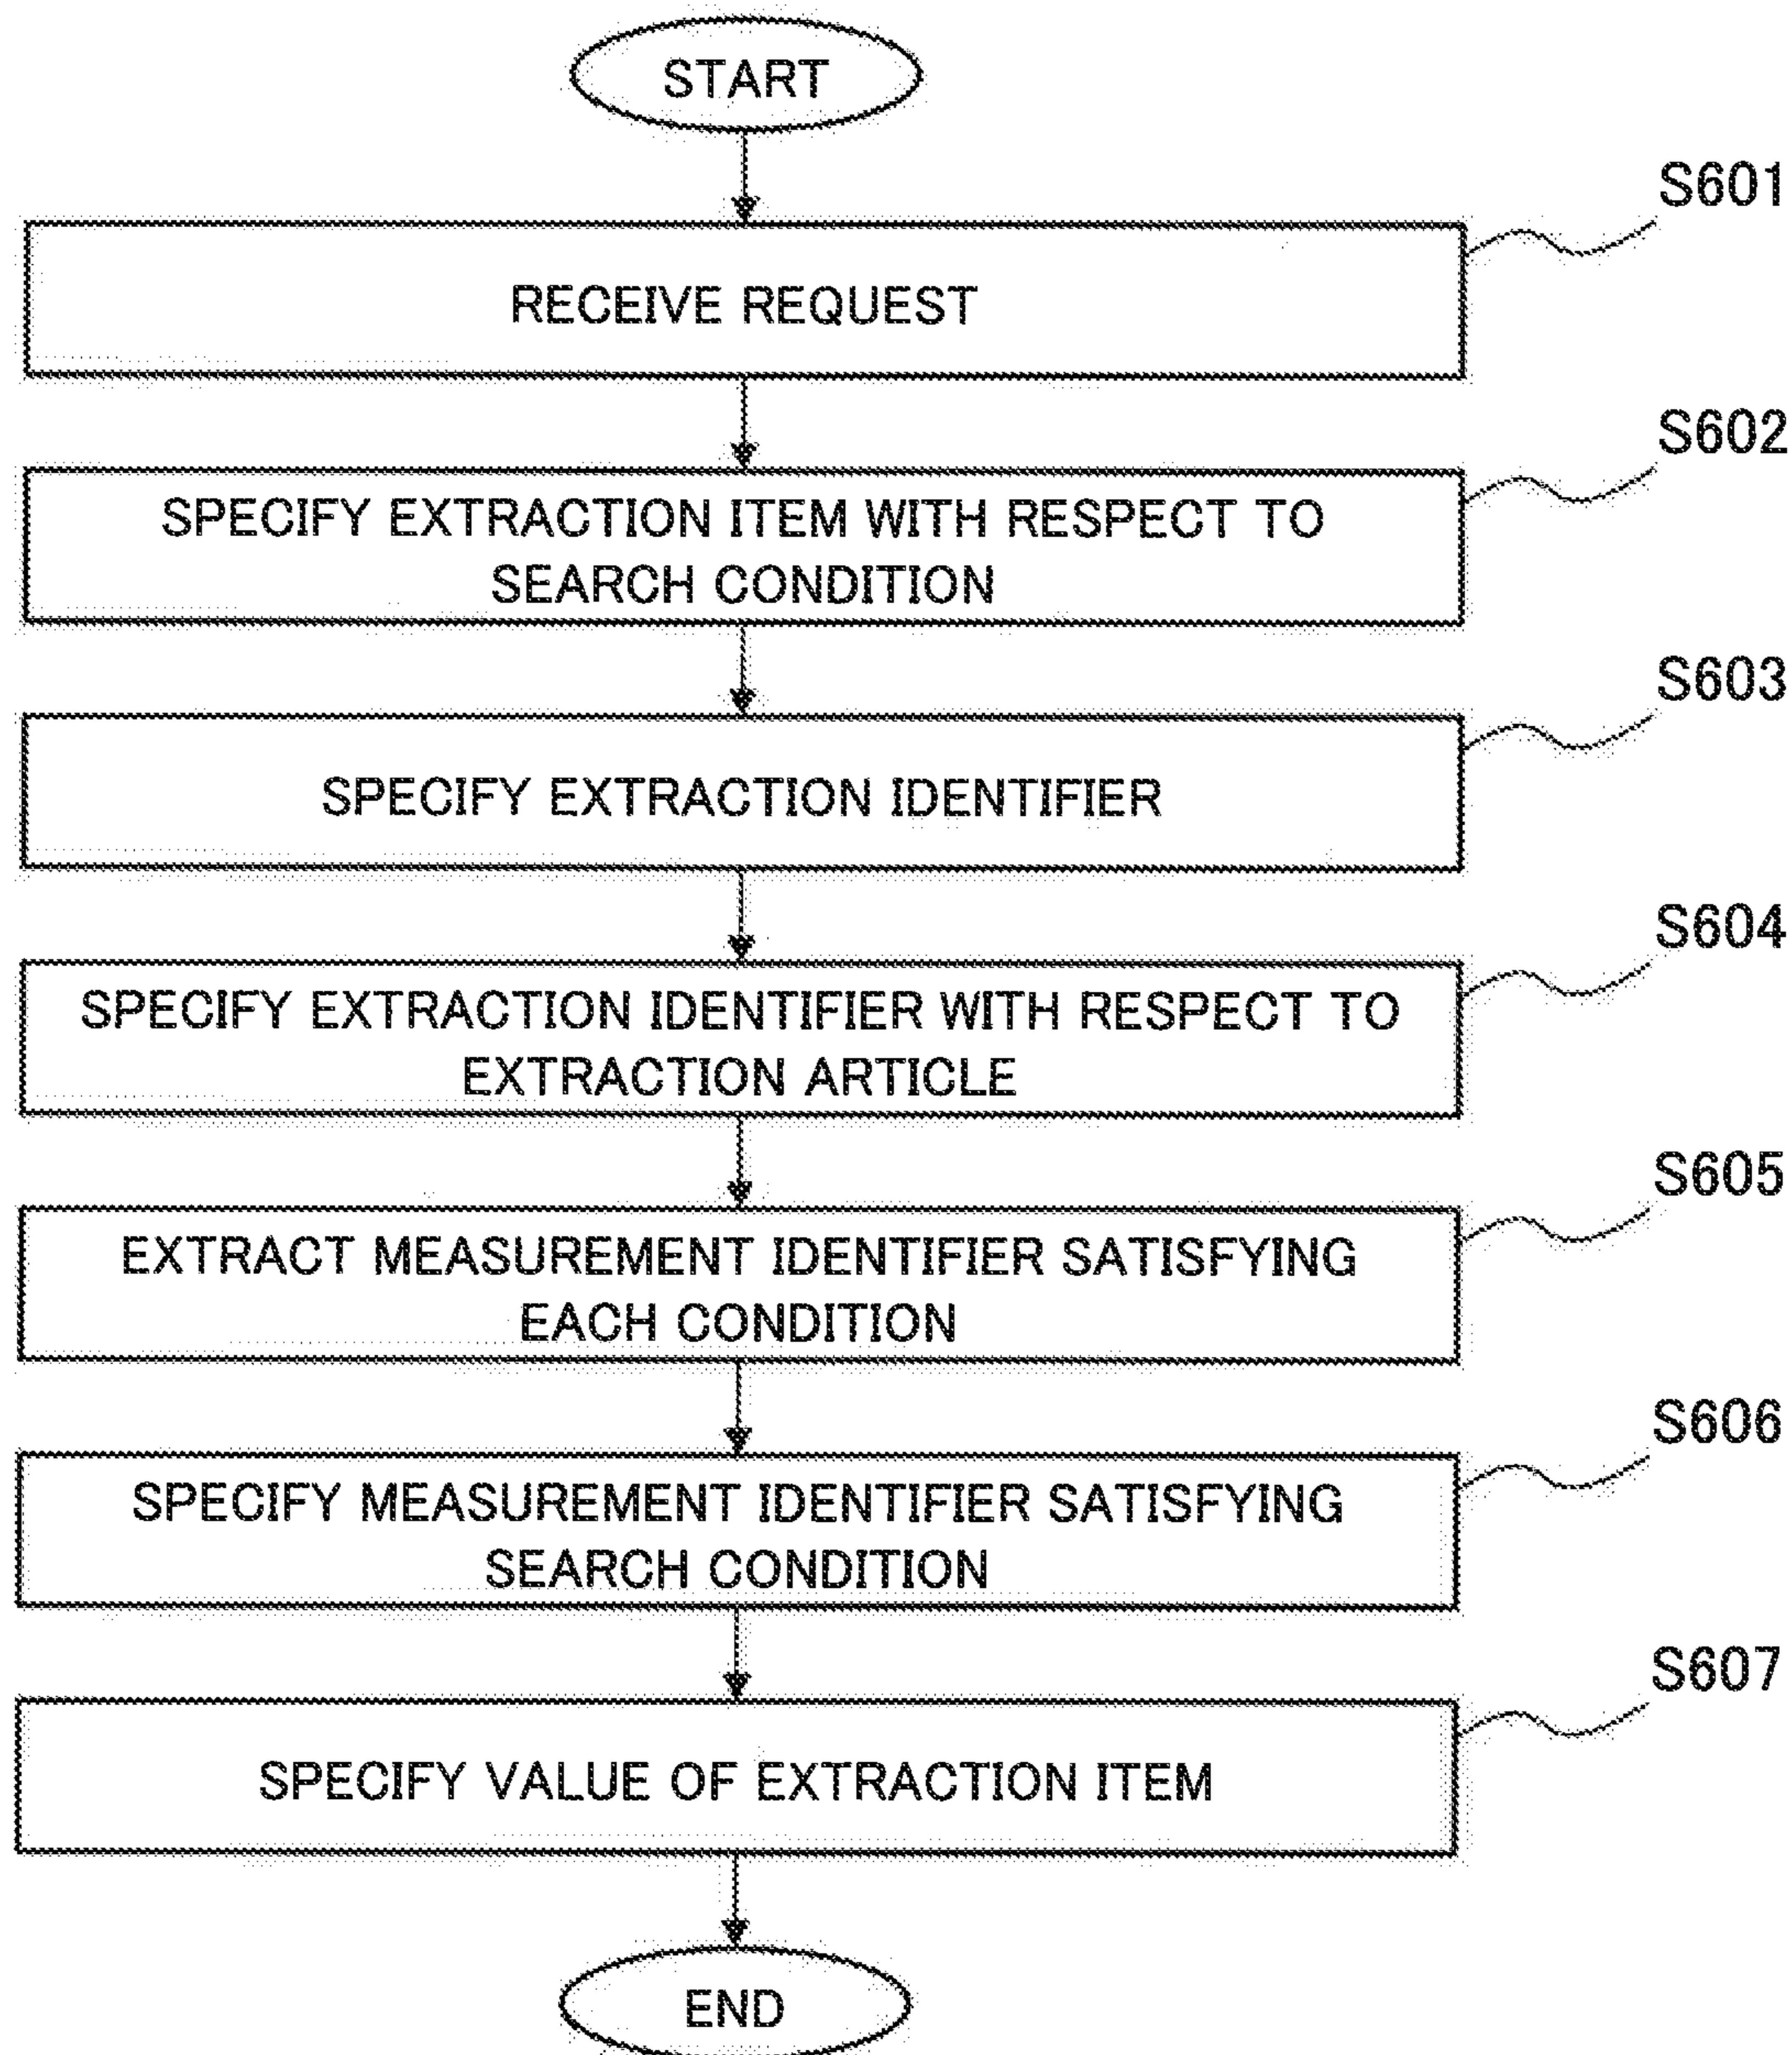 START
S601
RECEIVE REQUEST
S602
SPECIFY EXTRACTION ITEM WITH RESPECT TO
SEARCH CONDITION
S603
SPECIFY EXTRACTION IDENTIFIER
S604
SPECIFY EXTRACTION IDENTIFIER WITH RESPECT TO
EXTRACTION ARTICLE
S605
EXTRACT MEASUREMENT IDENTIFIER SATISFYING
EACH CONDITION
S606
SPECIFY MEASUREMENT IDENTIFIER SATISFYING
SEARCH CONDITION
S607
SPECIFY VALUE OF EXTRACTION ITEM
END